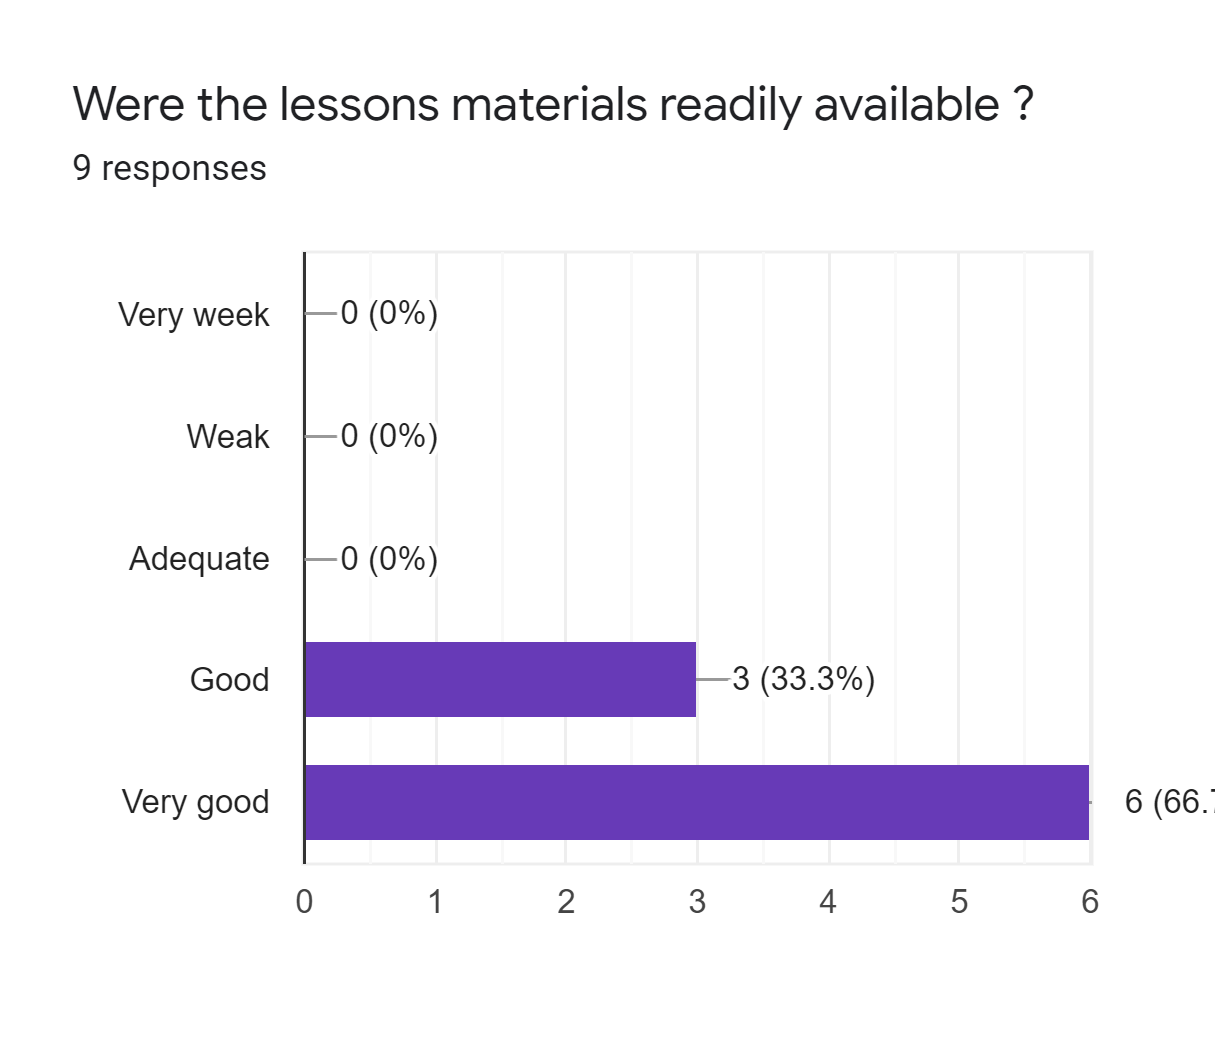 Were the lessons materials readily available ?
9 responses
Very week 0 (0%)
Weak 0 (0%)
Adequate 0 (0%)
Good 3 (33.3%)
Very good 6 (66.7
0 1 2 3 4 5 6